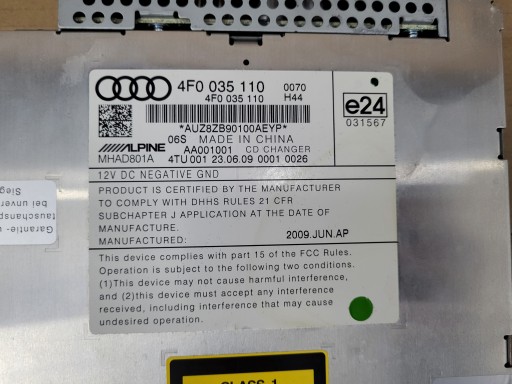 4F0 035 110 0070
4F0 035 110 H44
e24
031567
*AUZ8ZB90100AEYP*
06S MADE IN CHINA
ALPINE AA001001 CD CHANGER
MHAD801A 4TU 001 23.06.09 0001 0026
12V DC NEGATIVE GND
PRODUCT IS CERTIFIED BY THE MANUFACTURER
TO COMPLY WITH DHHS RULES 21 CFR
SUBCHAPTER J APPLICATION AT THE DATE OF
MANUFACTURE.
MANUFACTURED: 2009.JUN.AP
This device complies with part 15 of the FCC Rules.
Operation is subject to the following two conditions.
(1)This device may not cause harmful interference,
and (2)this device must accept any interference
received, including interference that may cause
undesired operation.
Garantie-
bei
CLASS 1